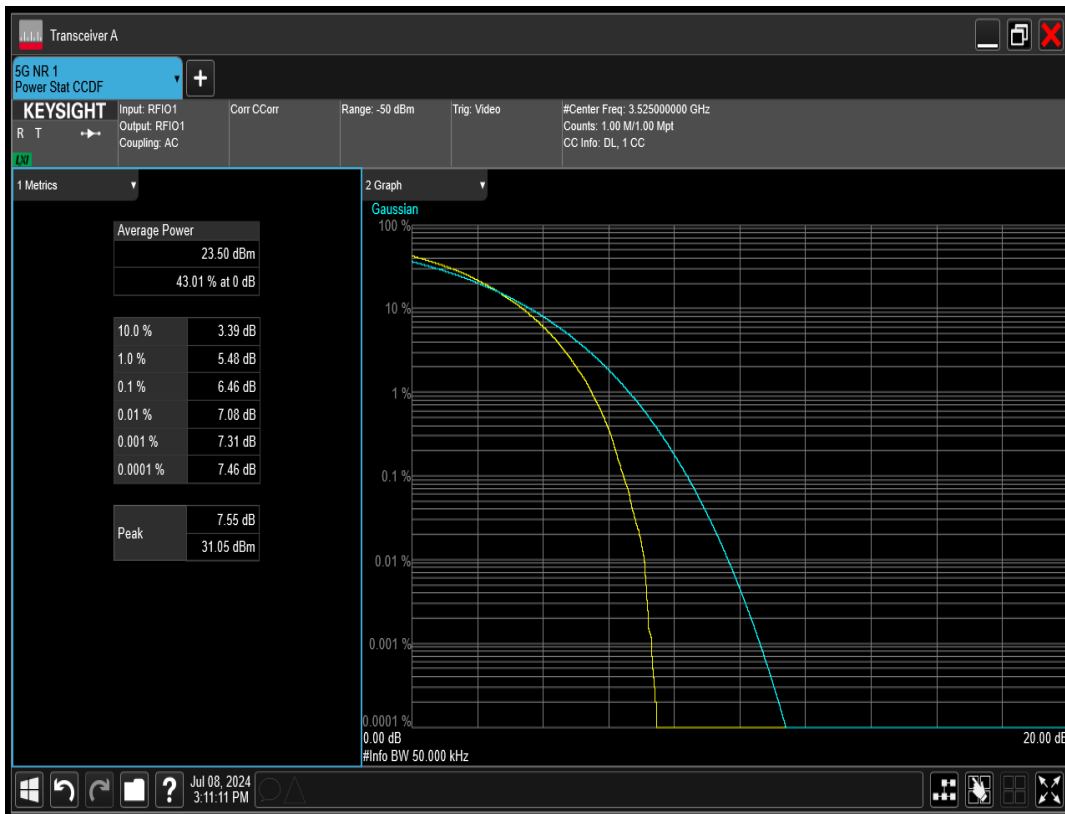 Transceiver A
5G NR 1
Power Stat CCDF
+
KEYSIGHT
R T
LXI
Input: RFIO1
Output: RFIO1
Coupling: AC
Corr CCorr
Range: -50 dBm
Trig: Video
#Center Freq: 3.525000000 GHz
Counts: 1.00 M/1.00 Mpt
CC Info: DL, 1 CC
1 Metrics
Average Power
23.50 dBm
43.01 % at 0 dB
10.0 % 3.39 dB
1.0 % 5.48 dB
0.1 % 6.46 dB
0.01 % 7.08 dB
0.001 % 7.31 dB
0.0001 % 7.46 dB
Peak
7.55 dB
31.05 dBm
2 Graph
Gaussian
100 %
10 %
1 %
0.1 %
0.01 %
0.001 %
0.0001 %
0.00 dB 20.00 dB
#Info BW 50.000 kHz
?
Jul 08, 2024
3:11:11 PM